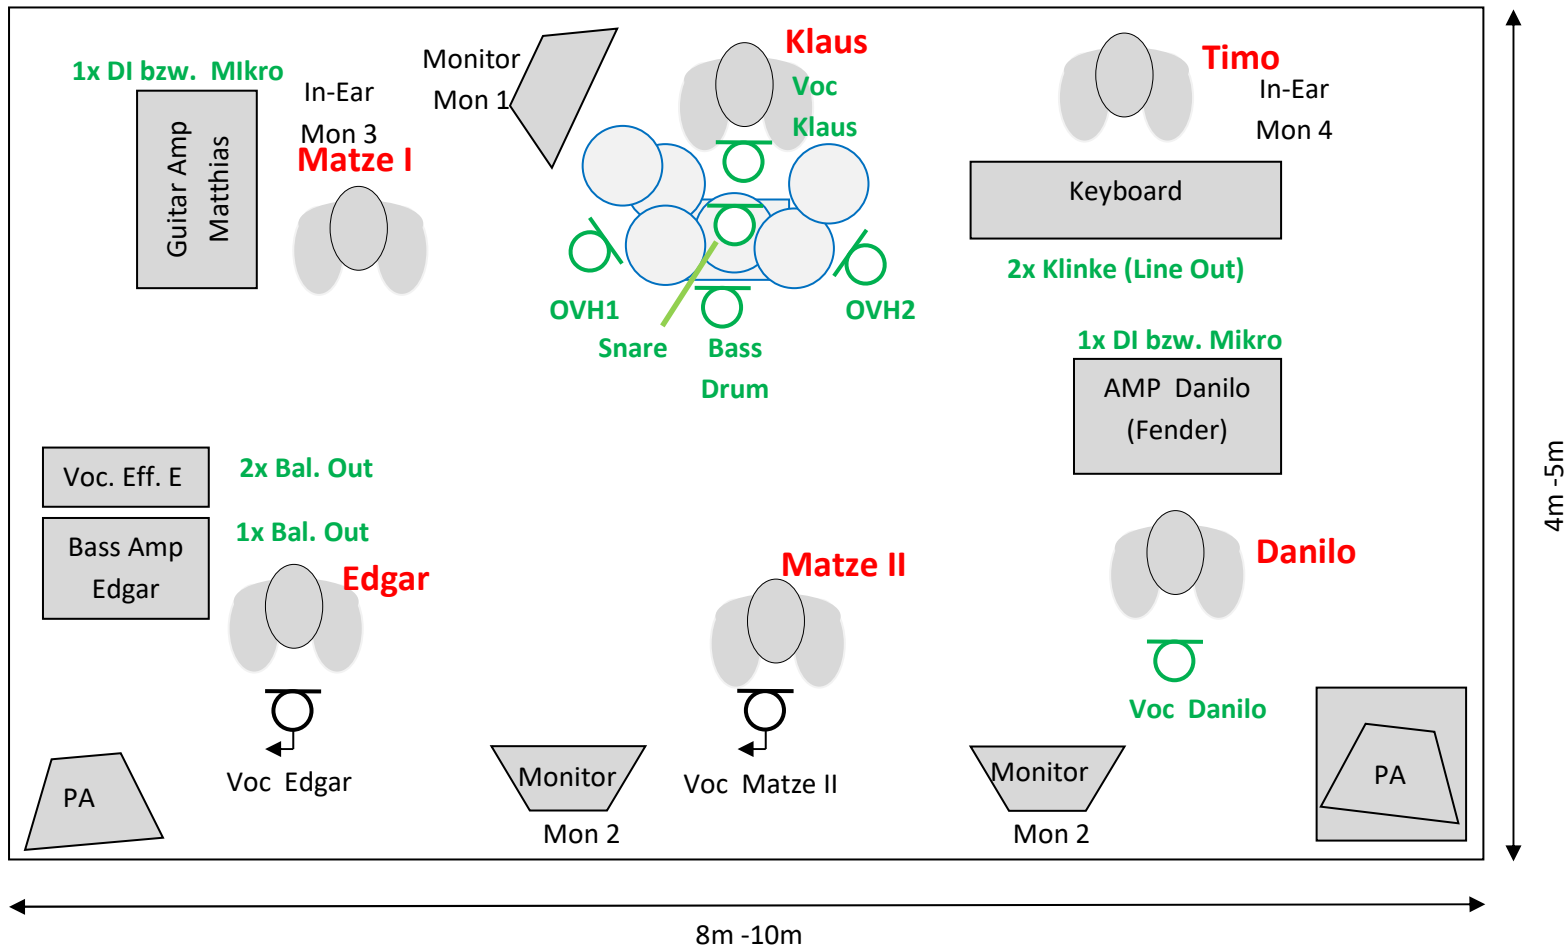 Klaus
Timo
Monitor
Mon 1
1x DI bzw.  MIkro
In-Ear
Mon 3
Voc
Klaus
In-Ear
Mon 4
Matze I
Guitar Amp
Matthias
Keyboard
2x Klinke (Line Out)
OVH1
OVH2
Snare
Bass
Drum
1x DI bzw. Mikro
AMP  Danilo
(Fender)
Voc. Eff. E
2x Bal. Out
Bass Amp
Edgar
1x Bal. Out
Edgar
Matze II
Danilo
4m -5m
Voc  Danilo
PA
Voc  Edgar
Monitor
Mon 2
Voc  Matze II
Monitor
Mon 2
PA
8m -10m